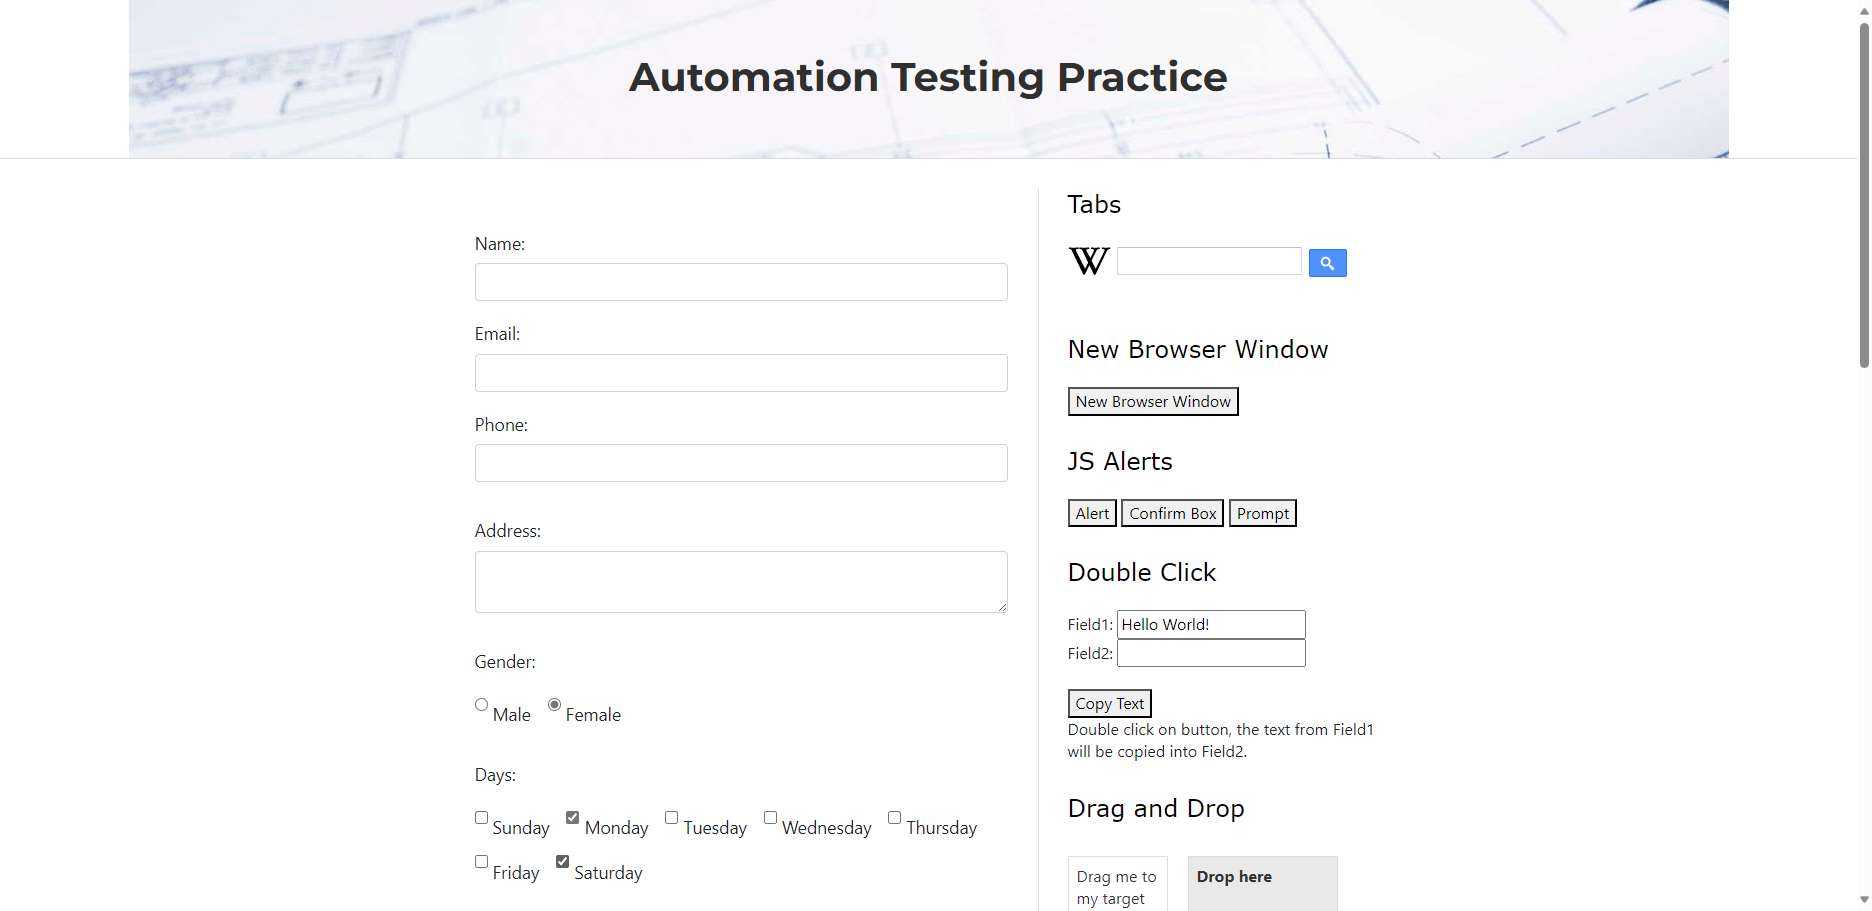 Automation Testing Practice
Name:
Email:
Phone:
Address:
Gender:
Male Female
Days:
Sunday Monday Tuesday Wednesday Thursday
Friday Saturday
Tabs
W
New Browser Window
New Browser Window
JS Alerts
Alert Confirm Box Prompt
Double Click
Field1: Hello World!
Field2:
Copy Text
Double click on button, the text from Field1
will be copied into Field2.
Drag and Drop
Drag me to
my target
Drop here